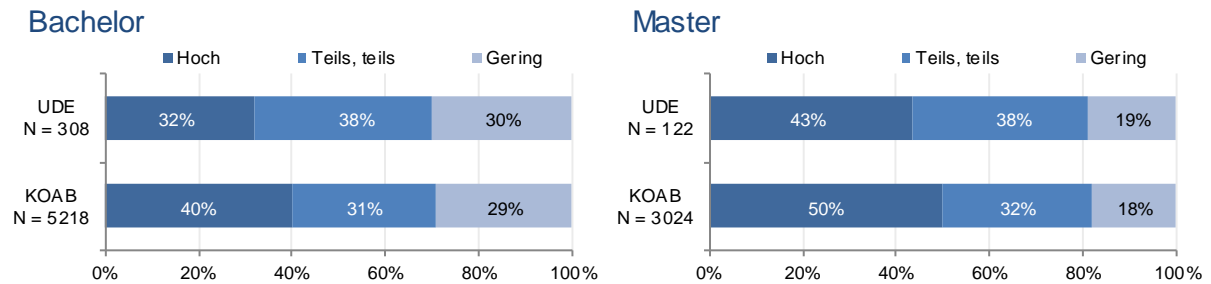 Bachelor
Hoch Teils, teils Gering
UDE
N = 308
32% 38% 30%
KOAB
N = 5218
40% 31% 29%
0% 20% 40% 60% 80% 100%
Master
Hoch Teils, teils Gering
UDE
N = 122
43% 38% 19%
KOAB
N = 3024
50% 32% 18%
0% 20% 40% 60% 80% 100%